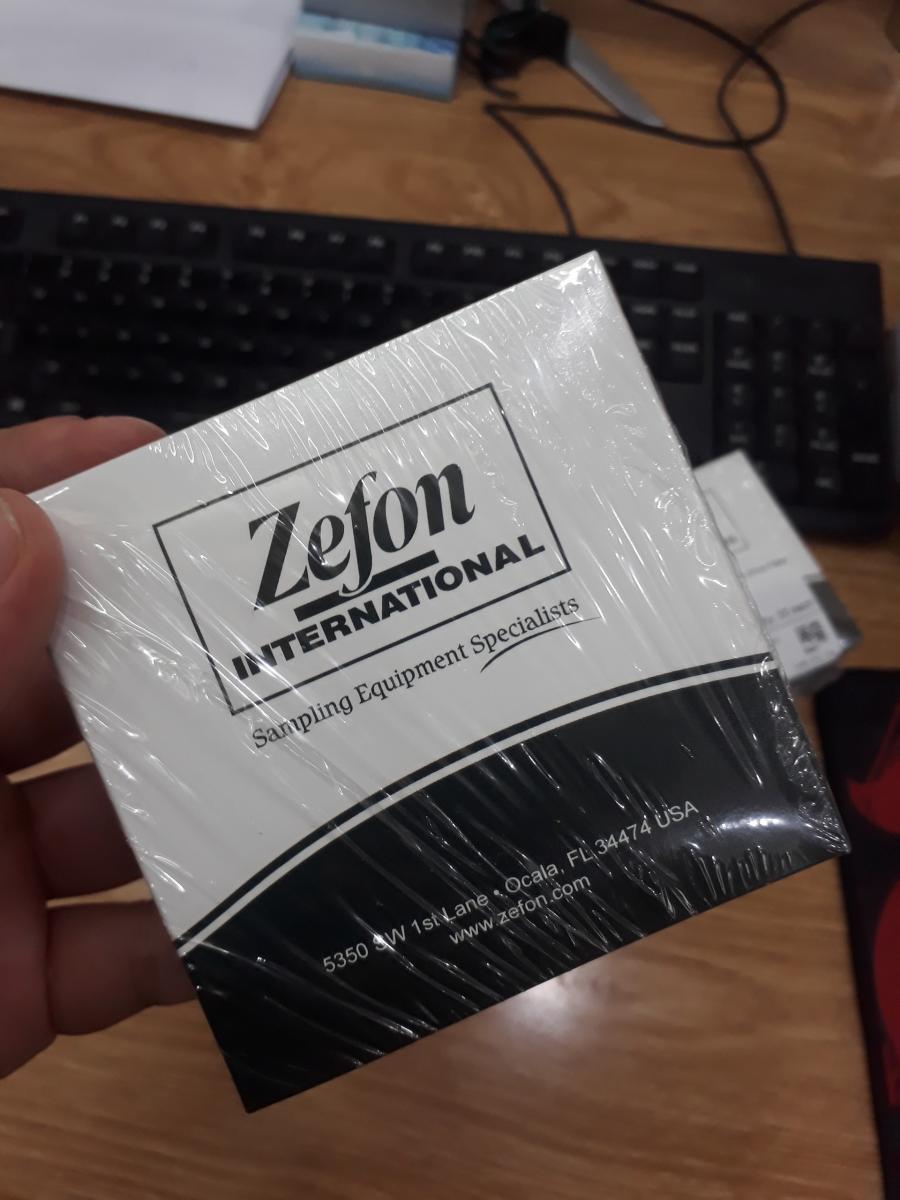 Zefon
INTERNATIONAL
Sampling Equipment Specialists
5350 SW 1st Lane • Ocala, FL 34474 USA
www.zefon.com